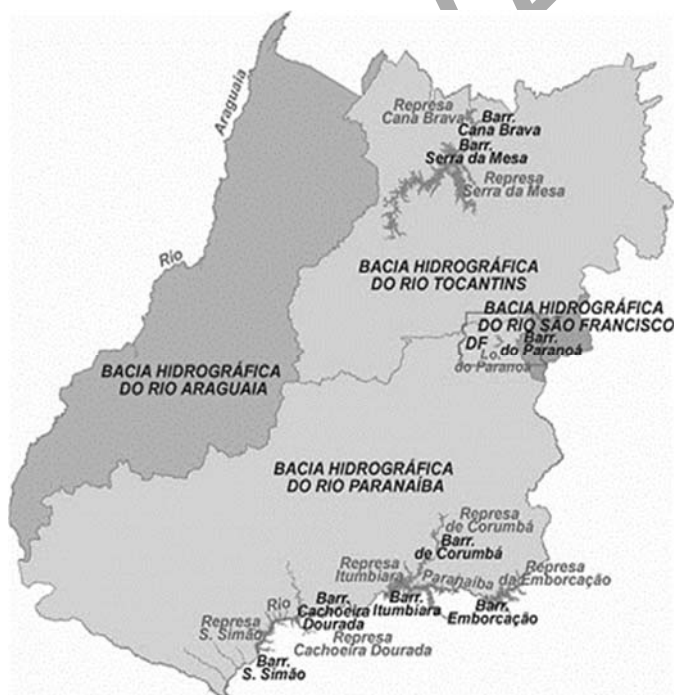 Araguaia
Rio
Represa
Cana Brava
Barr.
Cana Brava
Barr.
Serra da Mesa
Represa
Serra da Mesa
BACIA HIDROGRÁFICA
DO RIO TOCANTINS
BACIA HIDROGRÁFICA
DO RIO SÃO FRANCISCO
DF
Barr.
do Paranoá
Lo.
do Paranoá
BACIA HIDROGRÁFICA
DO RIO ARAGUAIA
BACIA HIDROGRÁFICA
DO RIO PARANAÍBA
Represa
de Corumbá
Barr.
de Corumbá
Represa
Itumbiara
Paranaíba
Represa
da Emborcação
Barr.
Itumbiara
Barr.
Emborcação
Rio
Barr.
Cachoeira
Dourada
Represa
Cachoeira Dourada
Represa
S. Simão
Barr.
S. Simão